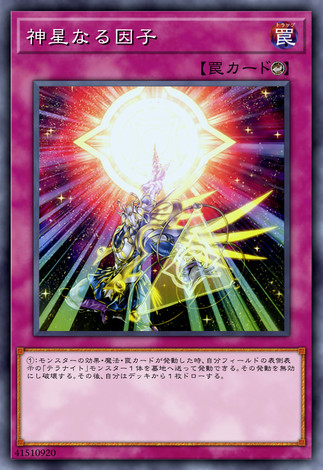 神星なる因子
トラップ
罠
【罠カード】
①:モンスターの効果・魔法・罠カードが発動した時、自分フィールドの表側表
示の「テラナイト」モンスター1体を墓地へ送って発動できる。その発動を無効
にし破壊する。その後、自分はデッキから1枚ドローする。
41510920